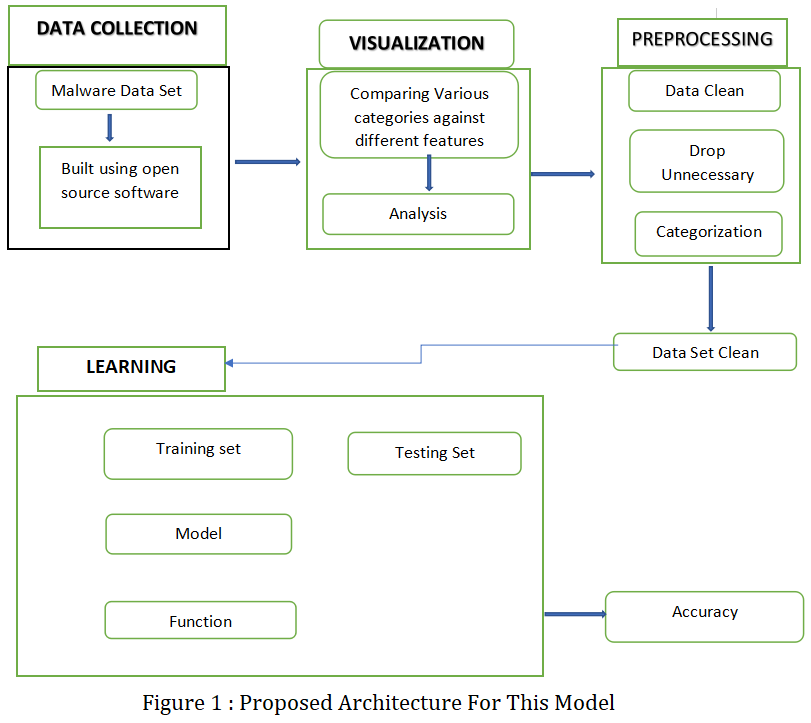 DATA COLLECTION
Malware Data Set
Built using open
source software
VISUALIZATION
Comparing Various
categories against
different features
Analysis
PREPROCESSING
Data Clean
Drop
Unnecessary
Categorization
Data Set Clean
LEARNING
Training set
Testing Set
Model
Function
Accuracy
Figure 1 : Proposed Architecture For This Model